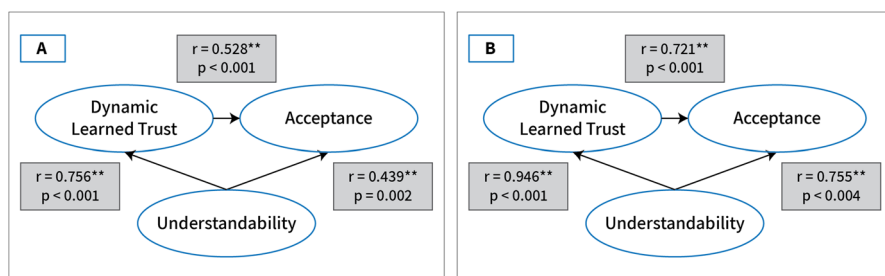 A
r = 0.528**
p < 0.001
Dynamic
Learned Trust
Acceptance
r = 0.756**
p < 0.001
r = 0.439**
p = 0.002
Understandability
B
r = 0.721**
p < 0.001
Dynamic
Learned Trust
Acceptance
r = 0.946**
p < 0.001
r = 0.755**
p < 0.004
Understandability